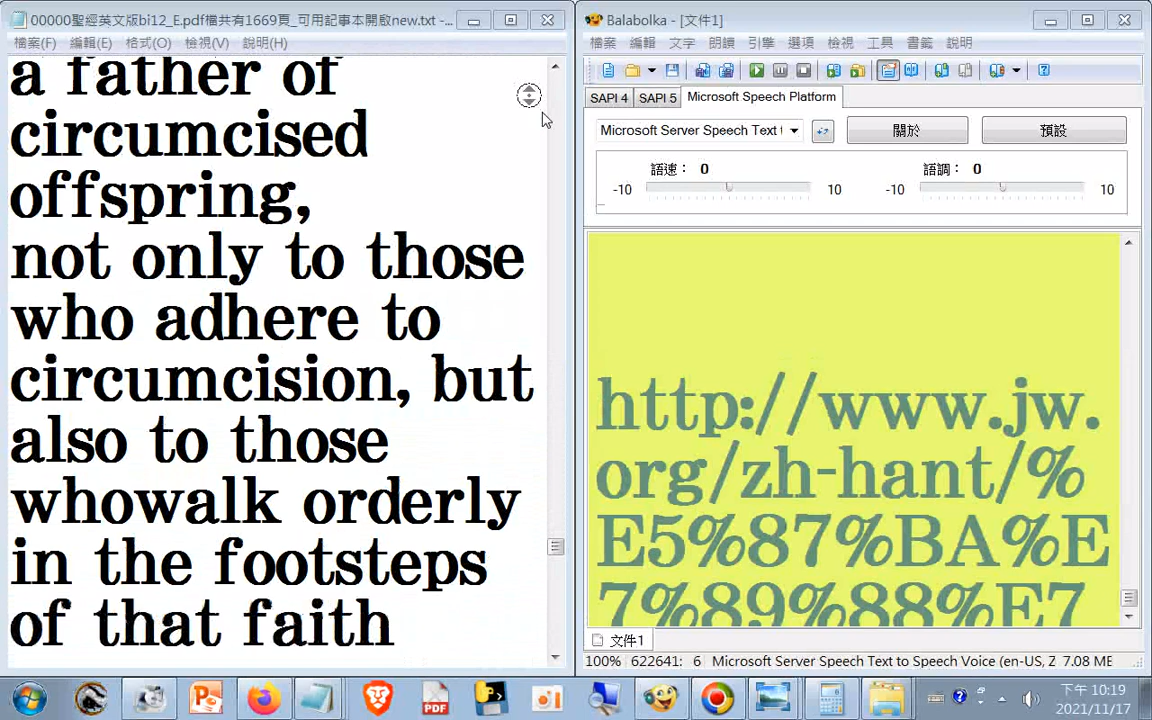 00000聖經英文版bi12_E.pdf檔共有1669頁_可用記事本開啟new.txt -...
檔案(F) 編輯(E) 格式(O) 檢視(V) 說明(H)
a father of
circumcised
offspring,
not only to those
who adhere to
circumcision, but
also to those
whowalk orderly
in the footsteps
of that faith
Balabolka - [文件1]
檔案 編輯 文字 朗讀 引擎 選項 檢視 工具 書籤 說明
SAPI 4 SAPI 5 Microsoft Speech Platform
Microsoft Server Speech Text t 關於 預設
語速： 0 語調： 0
-10 10 -10 10
http://www.jw.
org/zh-hant/%
E5%87%BA%E
7%89%88%E7
文件1
100% 622641: 6 Microsoft Server Speech Text to Speech Voice (en-US, Z 7.08 ME
PDF
下午 10:19
2021/11/17